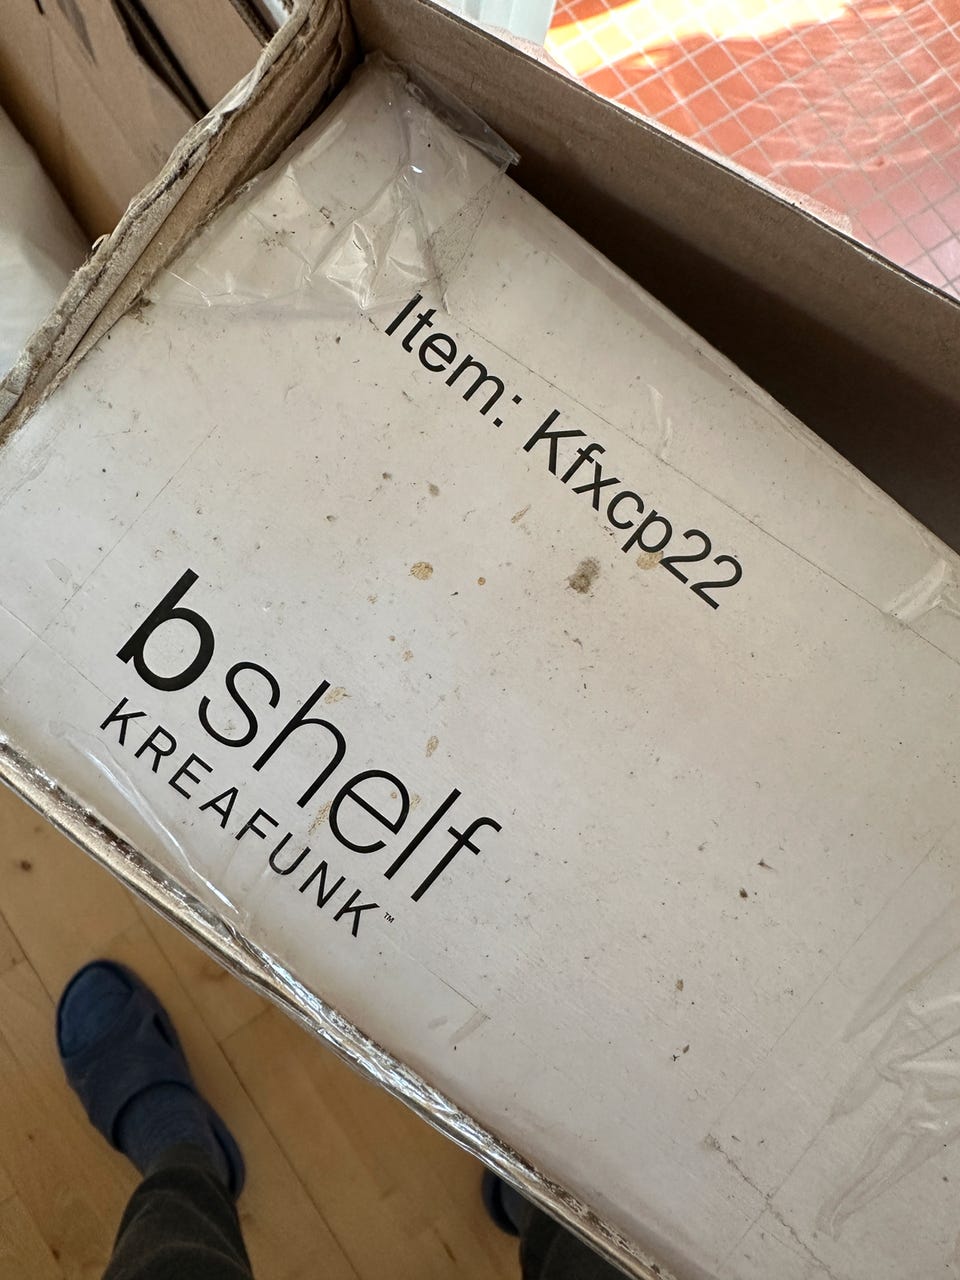 Item: Kfxcp22
bshelf
KREAFUNK™